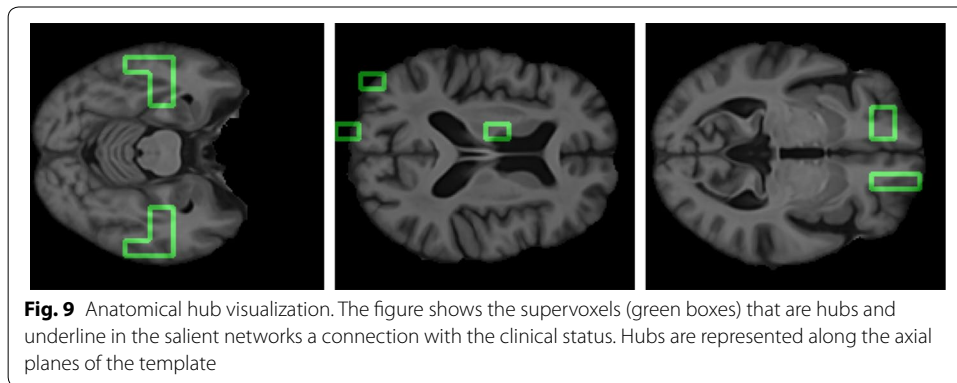 Fig. 9 Anatomical hub visualization. The figure shows the supervoxels (green boxes) that are hubs and
underline in the salient networks a connection with the clinical status. Hubs are represented along the axial
planes of the template